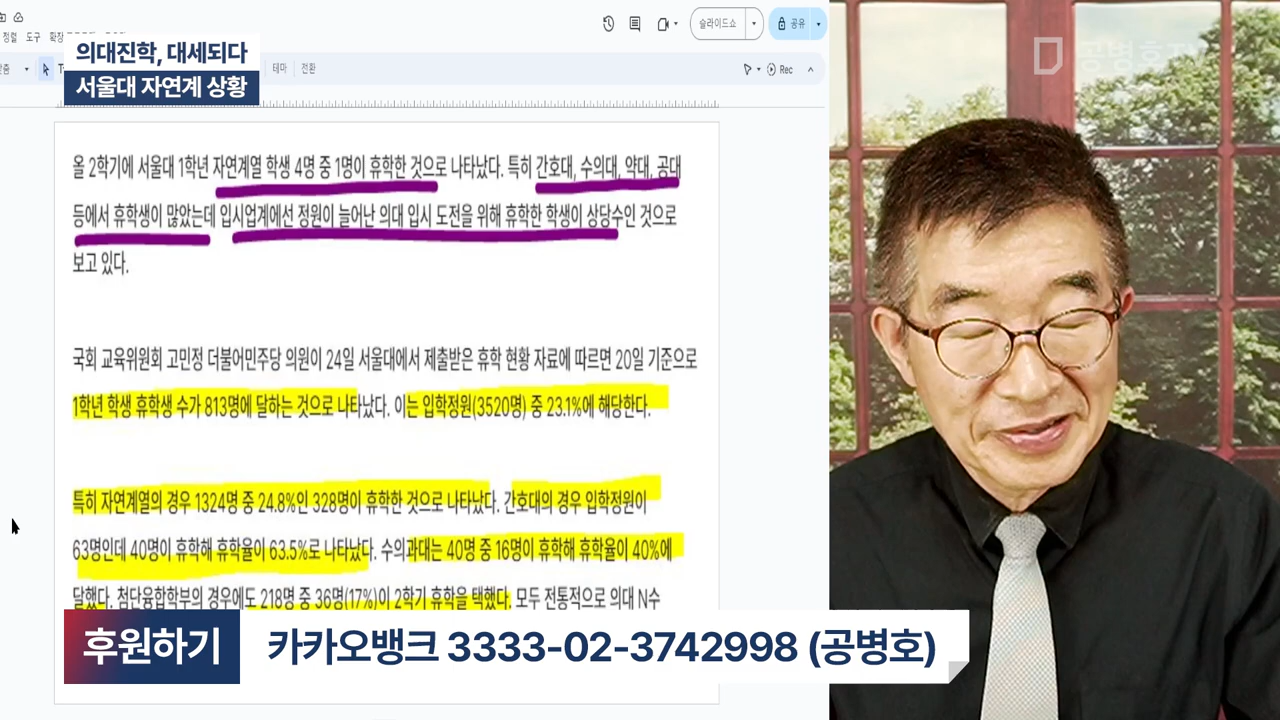 정렬 도구 확장
슬라이드쇼
공유
의대진학, 대세되다
서울대 자연계 상황
테마 전환
Rec
공병호TV
올 2학기에 서울대 1학년 자연계열 학생 4명 중 1명이 휴학한 것으로 나타났다. 특히 간호대, 수의대, 약대, 공대
등에서 휴학생이 많았는데 입시업계에선 정원이 늘어난 의대 입시 도전을 위해 휴학한 학생이 상당수인 것으로
보고 있다.
국회 교육위원회 고민정 더불어민주당 의원이 24일 서울대에서 제출받은 휴학 현황 자료에 따르면 20일 기준으로
1학년 학생 휴학생 수가 813명에 달하는 것으로 나타났다. 이는 입학정원(3520명) 중 23.1%에 해당한다.
특히 자연계열의 경우 1324명 중 24.8%인 328명이 휴학한 것으로 나타났다. 간호대의 경우 입학정원이
63명인데 40명이 휴학해 휴학율이 63.5%로 나타났다. 수의과대는 40명 중 16명이 휴학해 휴학율이 40%에
달했다. 첨단융합학부의 경우에도 218명 중 36명(17%)이 2학기 휴학을 택했다. 모두 전통적으로 의대 N수
후원하기
카카오뱅크 3333-02-3742998 (공병호)